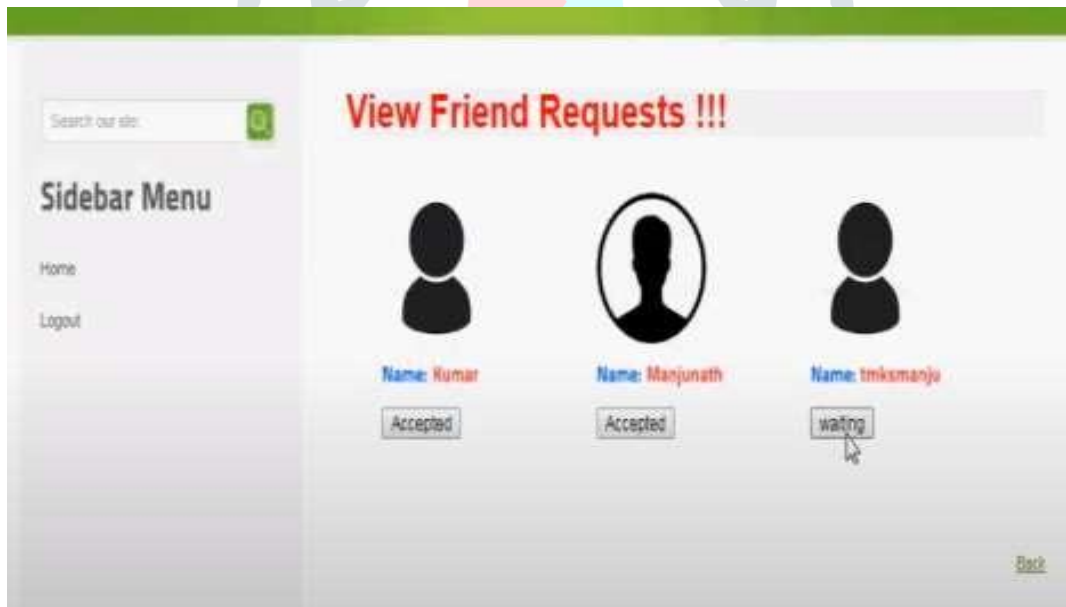 View Friend Requests !!!
Search our site:
Sidebar Menu
Home
Logout
Name: Kumar
Name: Manjunath
Name: tmksmanju
Accepted
Accepted
waiting
Back